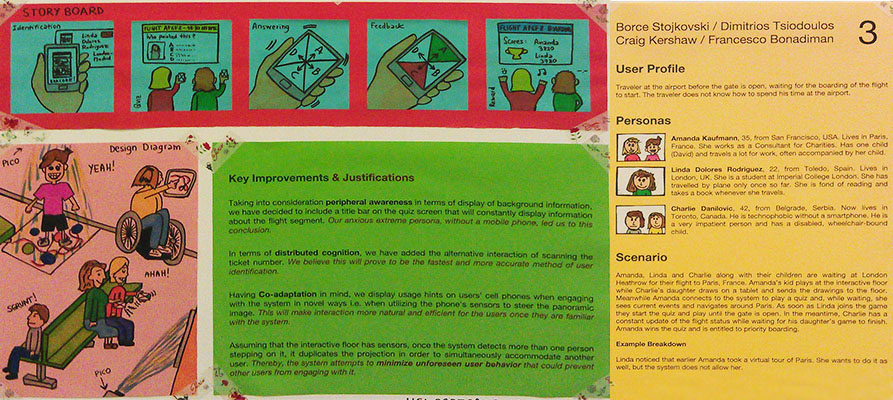 STORY BOARD
Identification
Linda
Dolores
Rodriguez
London-
Madrid
FLIGHT AFGFZ
Who painted this?
Quiz
Answering
A
B
C
D
Feedback
A
B
C
D
FLIGHT AFGFZ BOARDING
Scores:
Amanda
3720
Linda
3480
Reward
Design Diagram
PICO
YEAH!
AHAH!
SGRUNT!
PICO
Key Improvements & Justifications
Taking into consideration peripheral awareness in terms of display of background information,
we have decided to include a title bar on the quiz screen that will constantly display information
about the flight segment. Our anxious extreme persona, without a mobile phone, led us to this
conclusion.
In terms of distributed cognition, we have added the alternative interaction of scanning the
ticket number. We believe this will prove to be the fastest and more accurate method of user
identification.
Having Co-adaptation in mind, we display usage hints on users' cell phones when engaging
with the system in novel ways i.e. when utilizing the phone's sensors to steer the panoramic
image. This will make interaction more natural and efficient for the users once they are familiar
with the system.
Assuming that the interactive floor has sensors, once the system detects more than one person
stepping on it, it duplicates the projection in order to simultaneously accommodate another
user. Thereby, the system attempts to minimize unforeseen user behavior that could prevent
other users from engaging with it.
Borce Stojkovski / Dimitrios Tsiodoulos
Craig Kershaw / Francesco Bonadiman
3
User Profile
Traveler at the airport before the gate is open, waiting for the boarding of the flight
to start. The traveler does not know how to spend his time at the airport.
Personas
Amanda Kaufmann, 35, from San Francisco, USA. Lives in Paris,
France. She works as a Consultant for Charities. Has one child
(David) and travels a lot for work, often accompanied by her child.
Linda Dolores Rodriguez, 22, from Toledo, Spain. Lives in
London, UK. She is a student at Imperial College London. She has
travelled by plane only once so far. She is fond of reading and
takes a book whenever she travels.
Charlie Danilovic, 42, from Belgrade, Serbia. Now lives in
Toronto, Canada. He is technophobic without a smartphone. He is
a very impatient person and has a disabled, wheelchair-bound
child.
Scenario
Amanda, Linda and Charlie along with their children are waiting at London
Heathrow for their flight to Paris, France. Amanda's kid plays at the interactive floor
while Charlie's daughter draws on a tablet and sends the drawings to the floor.
Meanwhile Amanda connects to the system to play a quiz and, while waiting, she
sees current events and navigates around Paris. As soon as Linda joins the game
they start the quiz and play until the gate is open. In the meantime, Charlie has a
constant update of the flight status while waiting for his daughter's game to finish.
Amanda wins the quiz and is entitled to priority boarding.
Example Breakdown
Linda noticed that earlier Amanda took a virtual tour of Paris. She wants to do it as
well, but the system does not allow her.